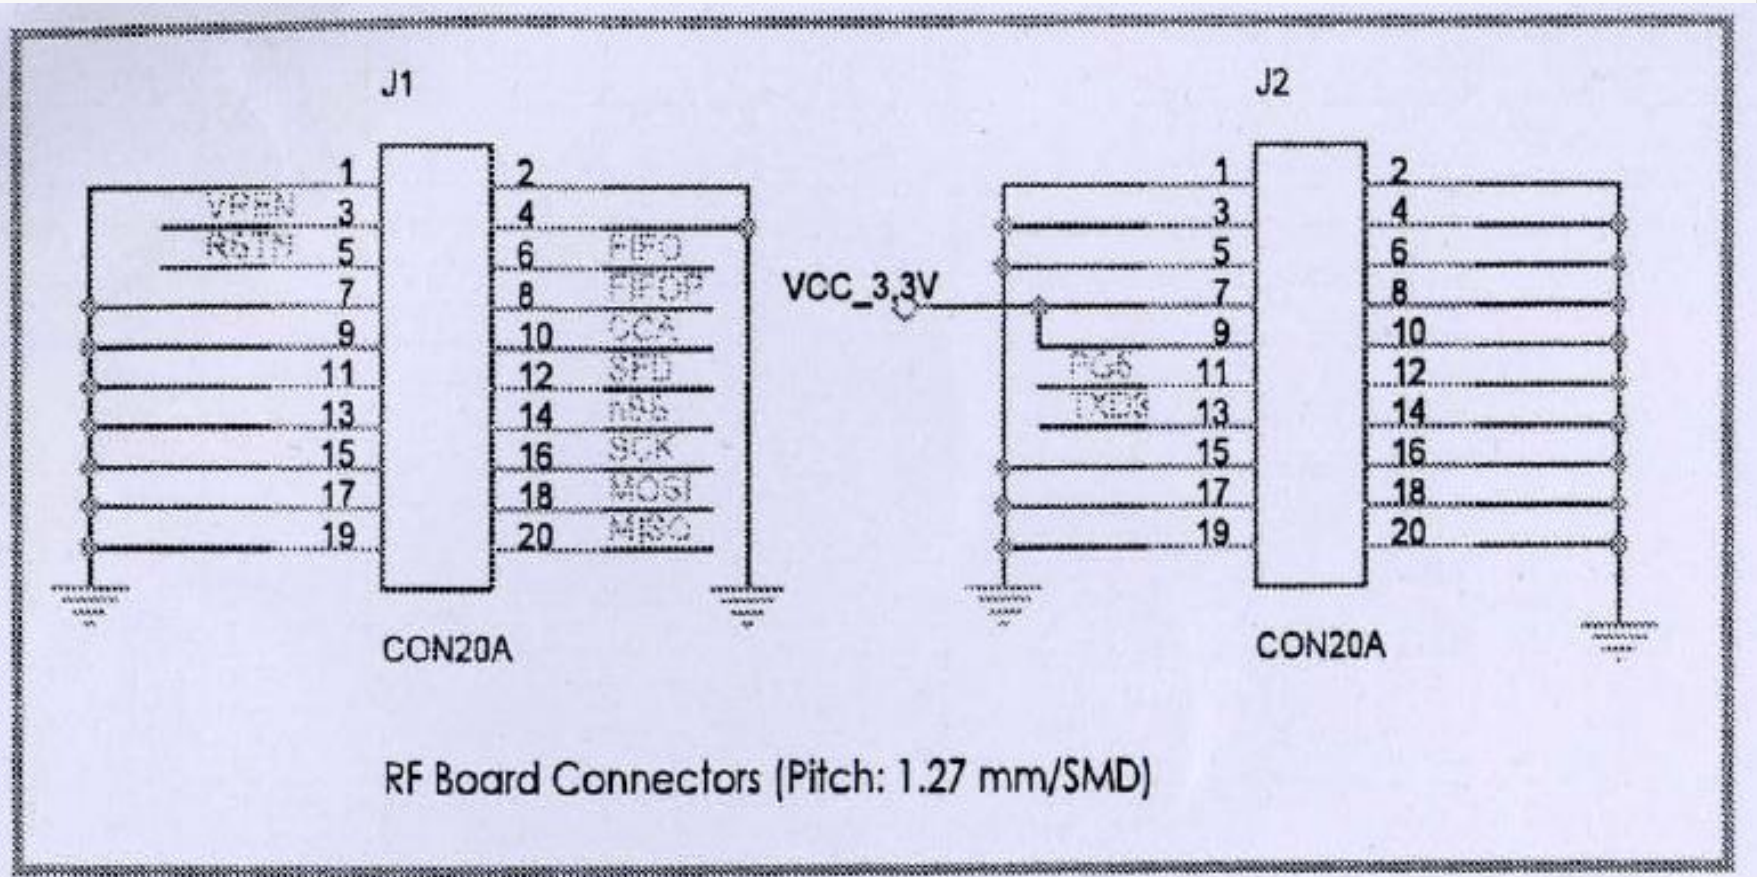 J1 J2
1 2 1 2
VREN 3 4 3 4
RSTN 5 6 FIFO 5 6
7 8 FIFOP VCC_3,3V 7 8
9 10 CCA 9 10
11 12 SFD 11 12
13 14 TXD3 13 14
15 16 SCK 15 16
17 18 MOSI 17 18
19 20 MISO 19 20
CON20A CON20A
RF Board Connectors (Pitch: 1.27 mm/SMD)